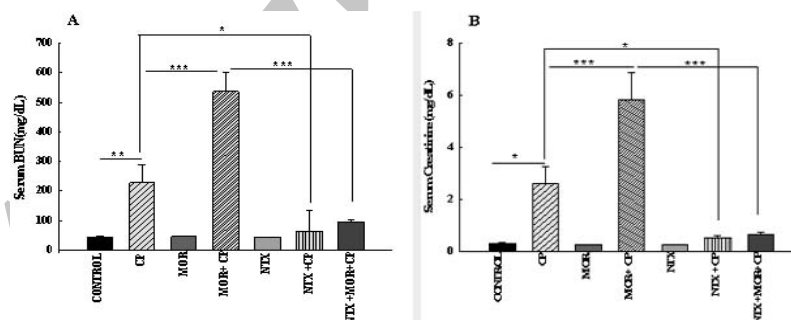 A
Serum BUN(mg/dL)
700
600
500
400
300
200
100
0
*
**
***
***
CONTROL
CP
MOR
MOR+ CP
NTX
NTX +CP
NTX +MOR+CP
B
Serum Creatinine (mg/dL)
8
6
4
2
0
*
*
***
***
CONTROL
CP
MOR
MOR+ CP
NTX
NTX +CP
NTX+MOR+CP